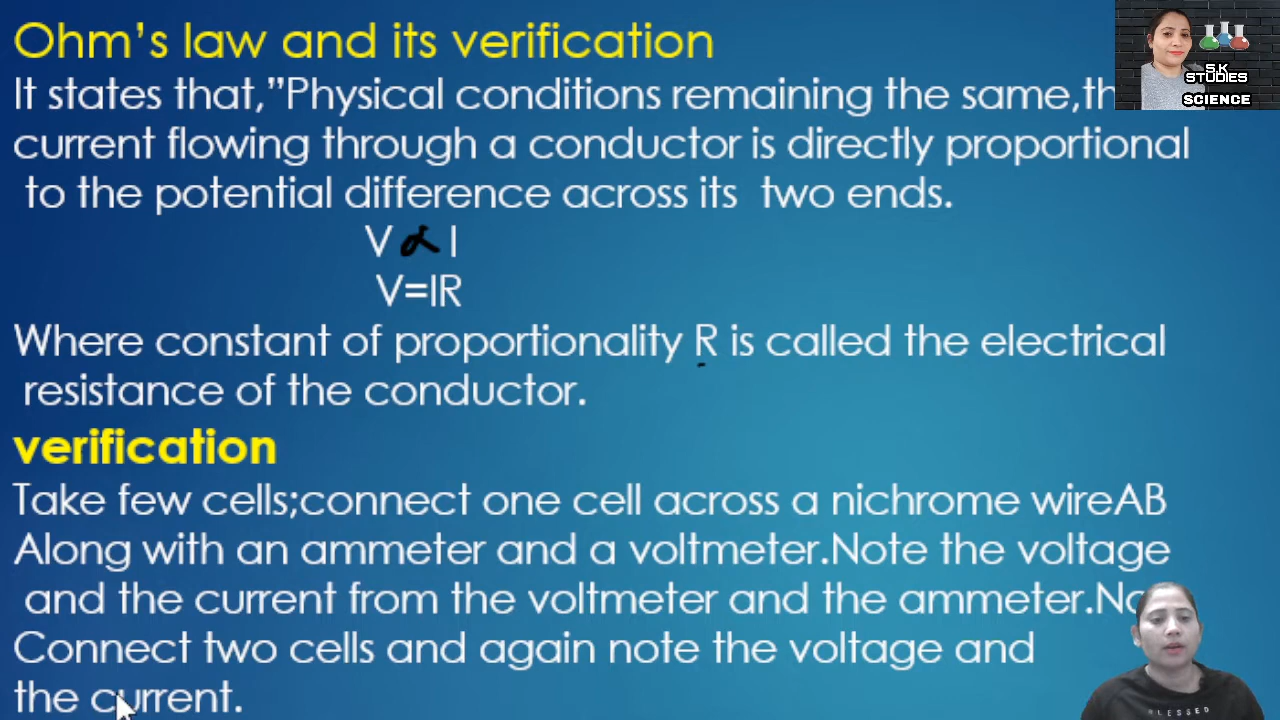 Ohm's law and its verification
It states that,"Physical conditions remaining the same,th
current flowing through a conductor is directly proportional
to the potential difference across its two ends.
V α I
V=IR
Where constant of proportionality R is called the electrical
resistance of the conductor.
verification
Take few cells;connect one cell across a nichrome wireAB
Along with an ammeter and a voltmeter.Note the voltage
and the current from the voltmeter and the ammeter.No
Connect two cells and again note the voltage and
the current.
S.K
STUDIES
SCIENCE
BLESSED